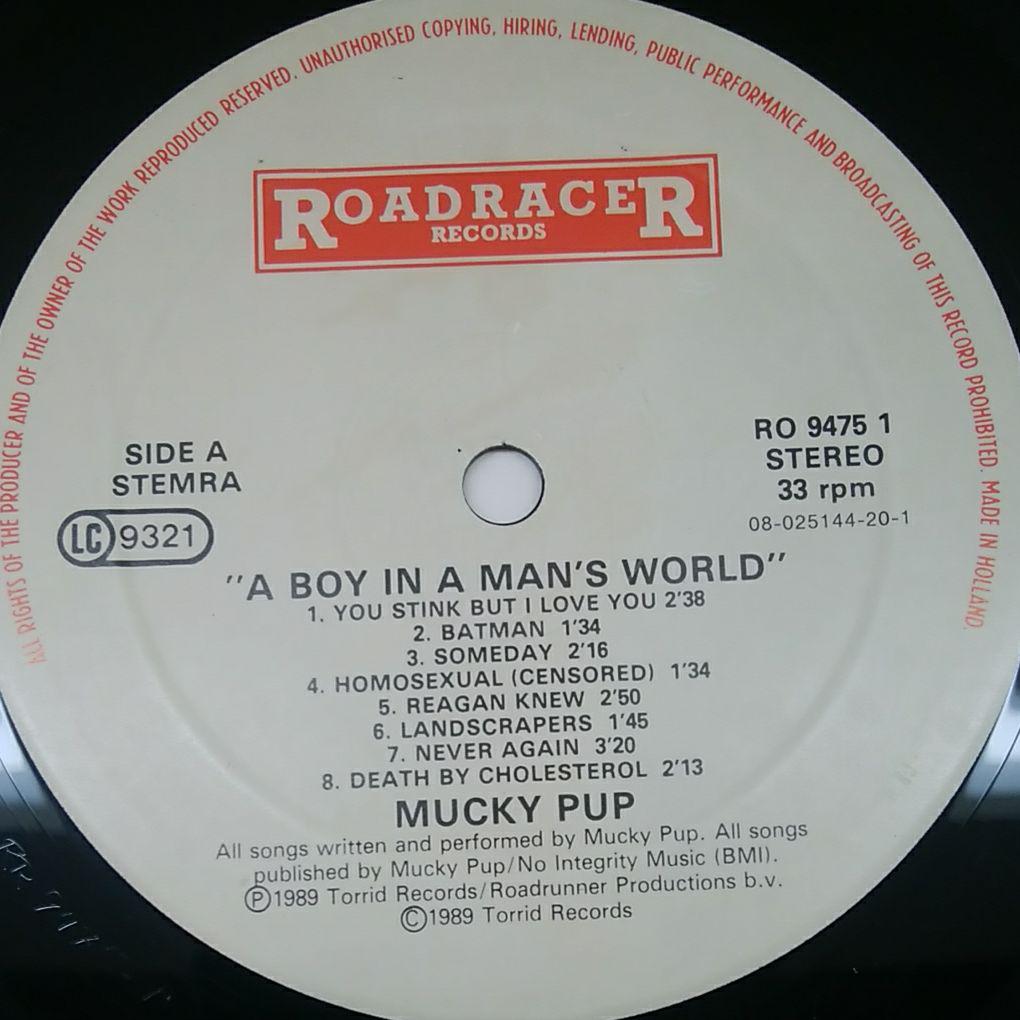 ALL RIGHTS OF THE PRODUCER AND OF THE OWNER OF THE WORK REPRODUCED RESERVED. UNAUTHORISED COPYING, HIRING, LENDING, PUBLIC PERFORMANCE AND BROADCASTING OF THIS RECORD PROHIBITED. MADE IN HOLLAND.
ROADRACER
RECORDS
SIDE A
STEMRA
LC 9321
RO 9475 1
STEREO
33 rpm
08-025144-20-1
"A BOY IN A MAN'S WORLD"
1. YOU STINK BUT I LOVE YOU 2'38
2. BATMAN 1'34
3. SOMEDAY 2'16
4. HOMOSEXUAL (CENSORED) 1'34
5. REAGAN KNEW 2'50
6. LANDSCRAPERS 1'45
7. NEVER AGAIN 3'20
8. DEATH BY CHOLESTEROL 2'13
MUCKY PUP
All songs written and performed by Mucky Pup. All songs
published by Mucky Pup/No Integrity Music (BMI).
Ⓟ1989 Torrid Records/Roadrunner Productions b.v.
©1989 Torrid Records